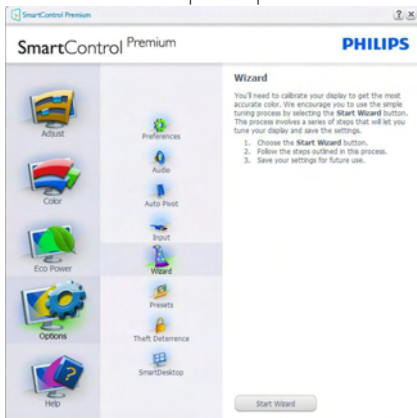 SmartControl Premium
SmartControl Premium
PHILIPS
Adjust
Color
Eco Power
Options
Help
Preferences
Audio
Auto Pivot
Input
Wizard
Presets
Theft Deterrence
SmartDesktop
Wizard
You'll need to calibrate your display to get the most
accurate color. We encourage you to use the simple
tuning process by selecting the Start Wizard button.
This process involves a series of steps that will let you
tune your display and save the settings.
1. Choose the Start Wizard button.
2. Follow the steps outlined in this process.
3. Save your settings for future use.
Start Wizard